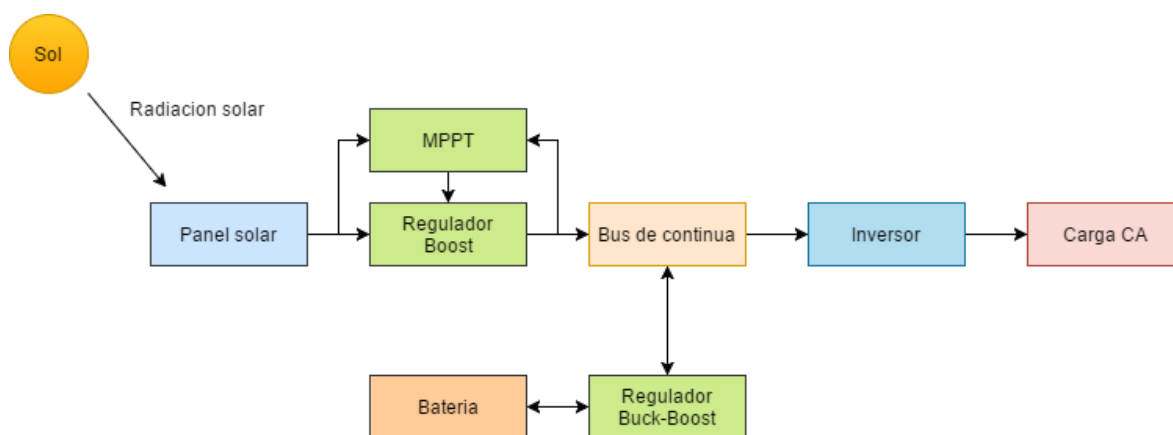 Sol
Radiacion solar
MPPT
Panel solar
Regulador
Boost
Bus de continua
Inversor
Carga CA
Bateria
Regulador
Buck-Boost